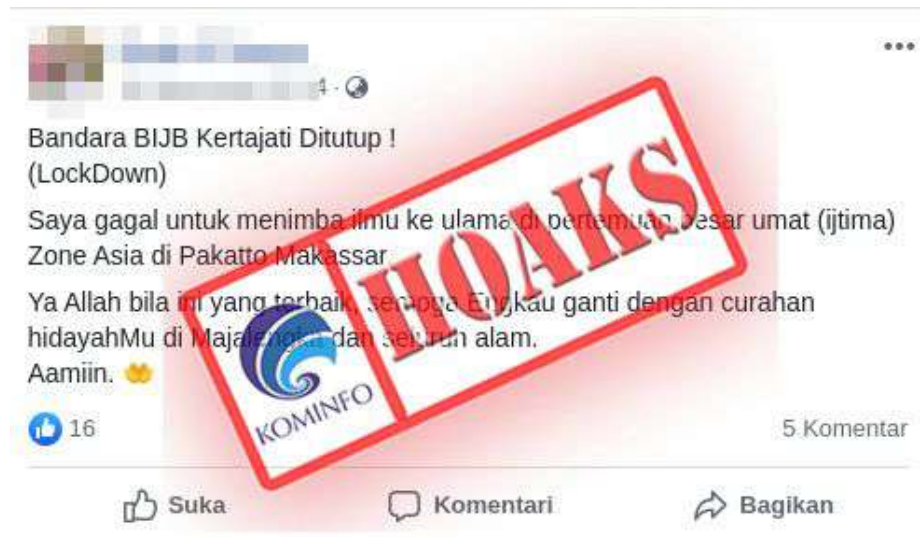 4 ·
Bandara BIJB Kertajati Ditutup !
(LockDown)
Saya gagal untuk menimba ilmu ke ulama di pertemuan besar umat (ijtima)
Zone Asia di Pakatto Makassar
Ya Allah bila ini yang terbaik, semoga Engkau ganti dengan curahan
hidayahMu di Majalengka dan seluruh alam.
Aamiin.
HOAKS
KOMINFO
16
5 Komentar
Suka
Komentari
Bagikan